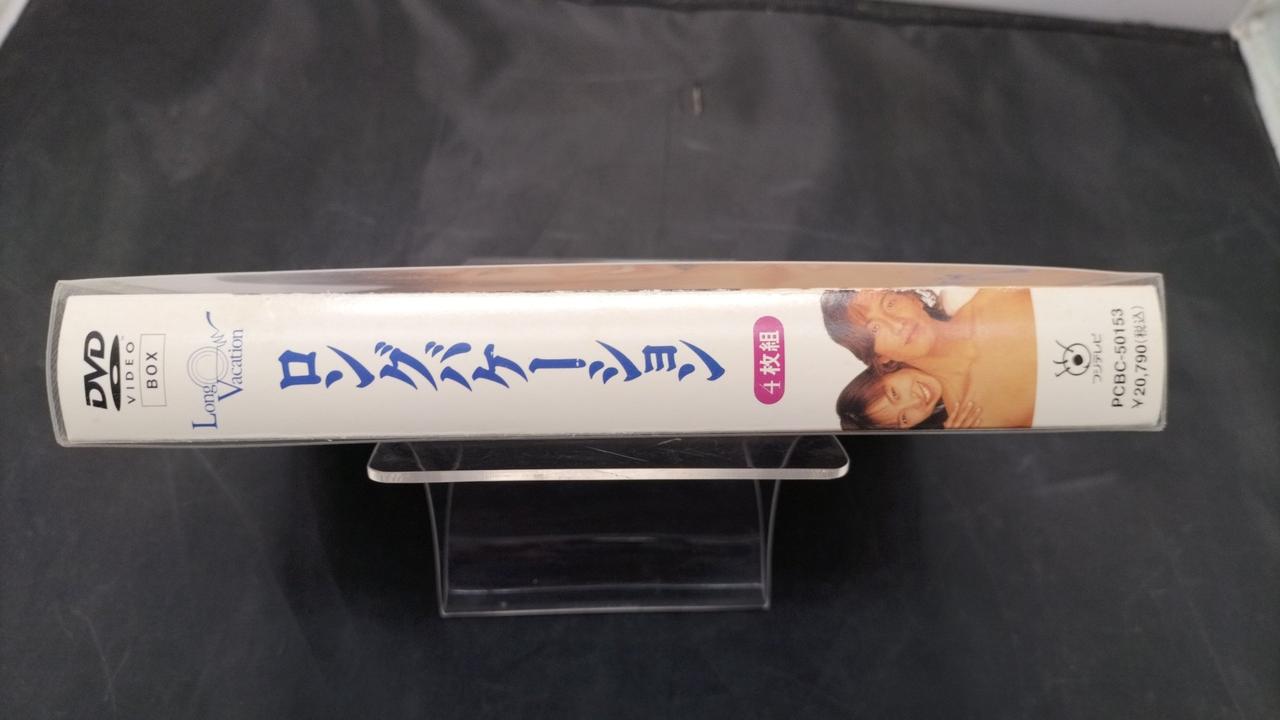 DVD
VIDEO
BOX
Long
Vacation
ロングバケーション
4枚組
フジテレビ
PCBC-50153
¥20,790(税込)